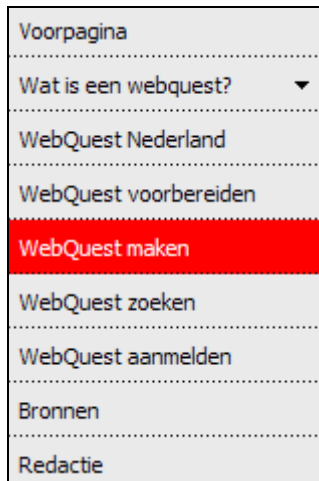 Voorpagina
Wat is een webquest?
WebQuest Nederland
WebQuest voorbereiden
WebQuest maken
WebQuest zoeken
WebQuest aanmelden
Bronnen
Redactie